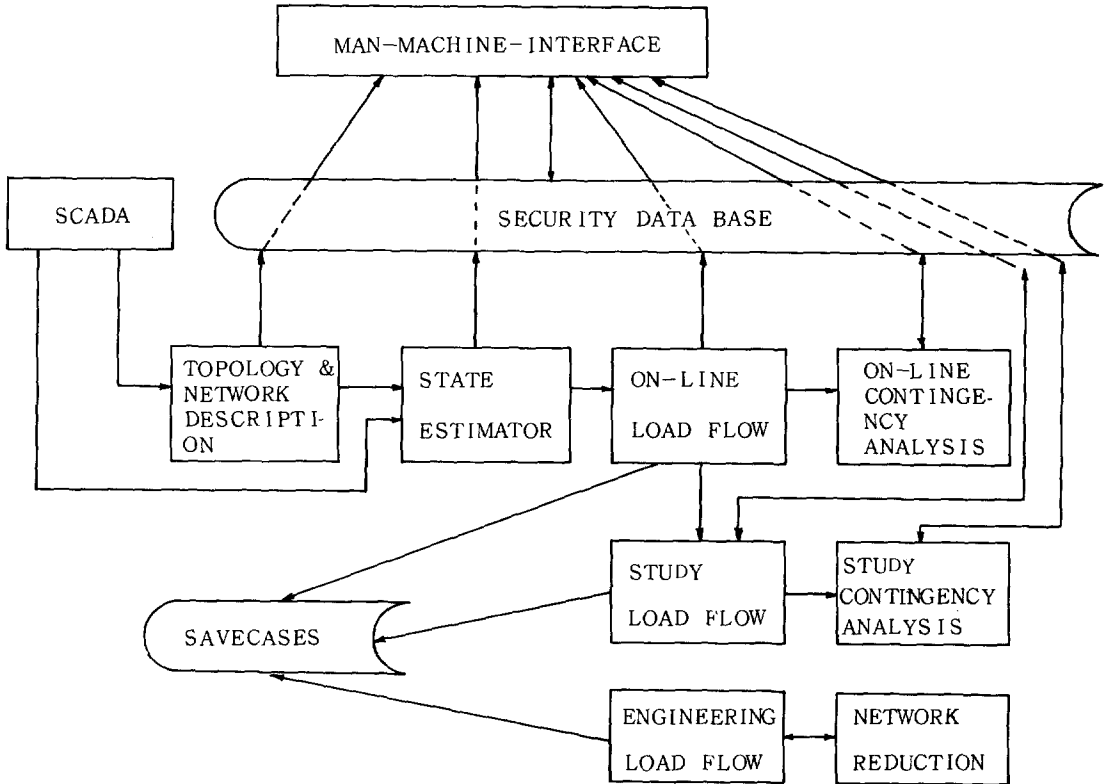 MAN-MACHINE-INTERFACE
SCADA
SECURITY DATA BASE
TOPOLOGY &
NETWORK
DESCRIPTI-
ON
STATE
ESTIMATOR
ON-LINE
LOAD FLOW
ON-LINE
CONTINGE-
NCY
ANALYSIS
STUDY
LOAD FLOW
STUDY
CONTINGENCY
ANALYSIS
SAVECASES
ENGINEERING
LOAD FLOW
NETWORK
REDUCTION